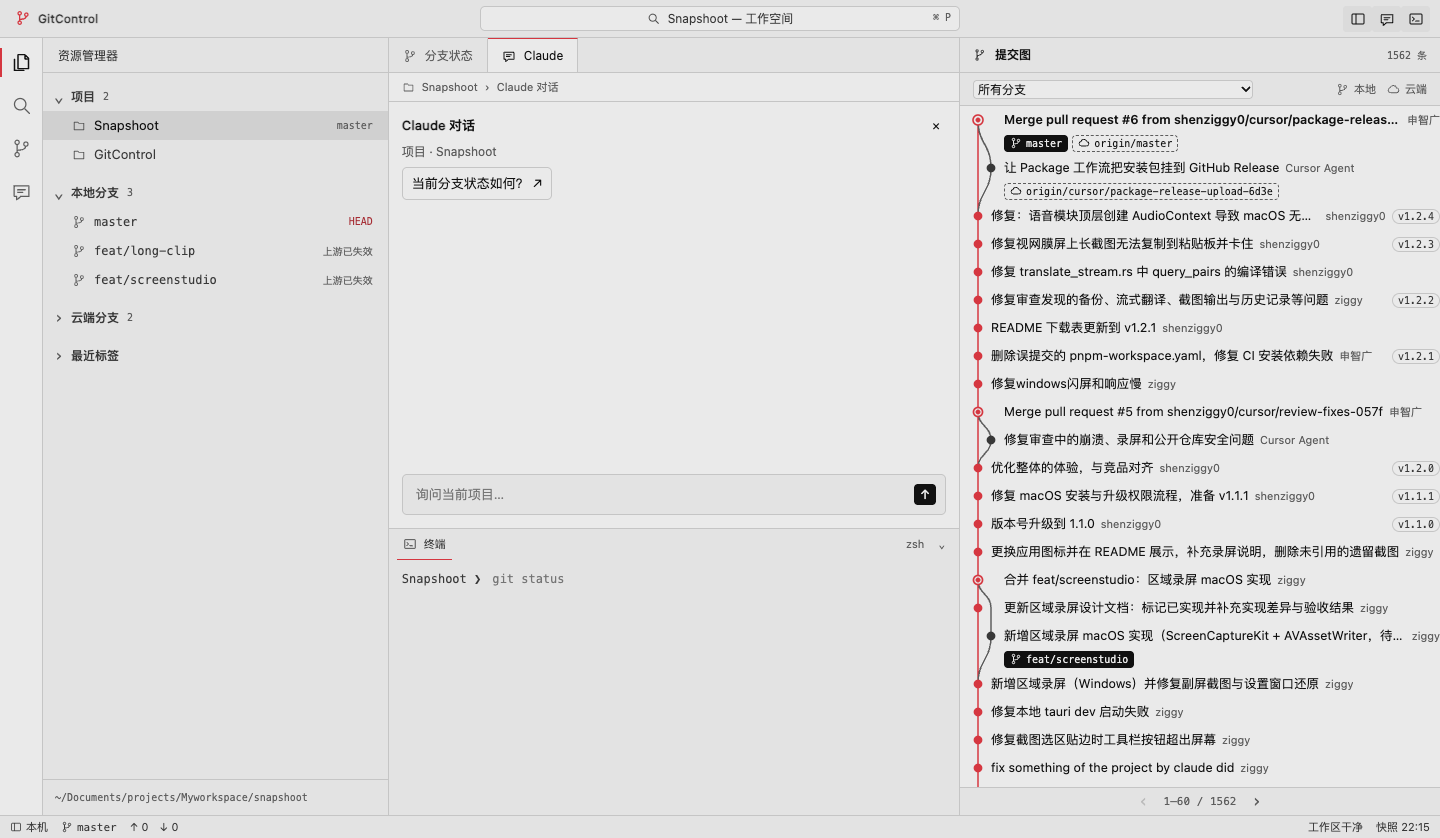 GitControl
Snapshoot — 工作空间
⌘ P
资源管理器
项目 2
Snapshoot master
GitControl
本地分支 3
master HEAD
feat/long-clip 上游已失效
feat/screenstudio 上游已失效
云端分支 2
最近标签
~/Documents/projects/Myworkspace/snapshoot
分支状态
Claude
Snapshoot › Claude 对话
Claude 对话
×
项目 · Snapshoot
当前分支状态如何? ↗
询问当前项目...
终端
zsh
Snapshoot ❯ git status
提交图
1562 条
所有分支
本地
云端
Merge pull request #6 from shenziggy0/cursor/package-releas... 申智广
master
origin/master
让 Package 工作流把安装包挂到 GitHub Release Cursor Agent
origin/cursor/package-release-upload-6d3e
修复：语音模块顶层创建 AudioContext 导致 macOS 无... shenziggy0 v1.2.4
修复视网膜屏上长截图无法复制到粘贴板并卡住 shenziggy0 v1.2.3
修复 translate_stream.rs 中 query_pairs 的编译错误 shenziggy0
修复审查发现的备份、流式翻译、截图输出与历史记录等问题 ziggy v1.2.2
README 下载表更新到 v1.2.1 shenziggy0
删除误提交的 pnpm-workspace.yaml，修复 CI 安装依赖失败 申智广 v1.2.1
修复windows闪屏和响应慢 ziggy
Merge pull request #5 from shenziggy0/cursor/review-fixes-057f 申智广
修复审查中的崩溃、录屏和公开仓库安全问题 Cursor Agent
优化整体的体验，与竞品对齐 shenziggy0 v1.2.0
修复 macOS 安装与升级权限流程，准备 v1.1.1 shenziggy0 v1.1.1
版本号升级到 1.1.0 shenziggy0 v1.1.0
更换应用图标并在 README 展示，补充录屏说明，删除未引用的遗留截图 ziggy
合并 feat/screenstudio：区域录屏 macOS 实现 ziggy
更新区域录屏设计文档：标记已实现并补充实现差异与验收结果 ziggy
新增区域录屏 macOS 实现（ScreenCaptureKit + AVAssetWriter，待... ziggy
feat/screenstudio
新增区域录屏（Windows）并修复副屏截图与设置窗口还原 ziggy
修复本地 tauri dev 启动失败 ziggy
修复截图选区贴边时工具栏按钮超出屏幕 ziggy
fix something of the project by claude did ziggy
‹ 1—60 / 1562 ›
本机 master ↑ 0 ↓ 0
工作区干净 快照 22:15